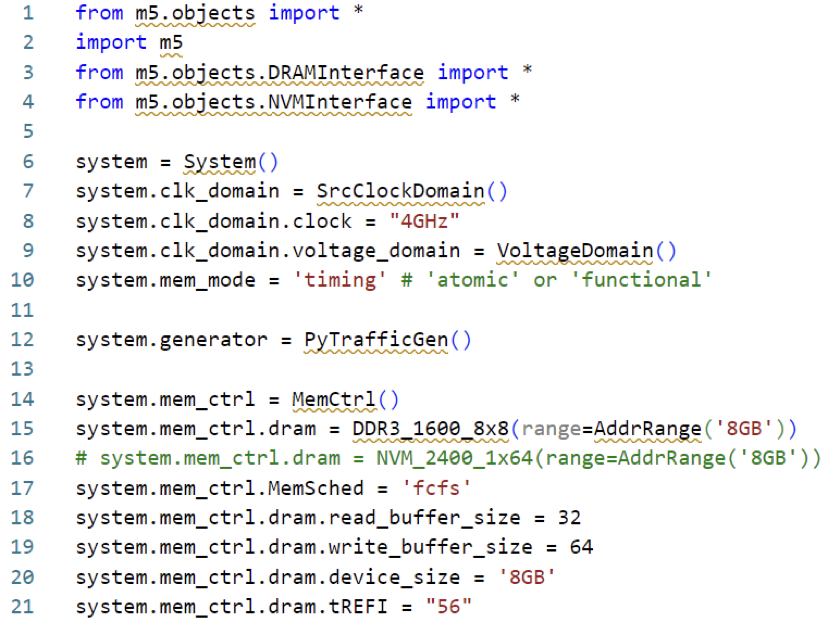 1 from m5.objects import *
2 import m5
3 from m5.objects.DRAMInterface import *
4 from m5.objects.NVMInterface import *
5
6 system = System()
7 system.clk_domain = SrcClockDomain()
8 system.clk_domain.clock = "4GHz"
9 system.clk_domain.voltage_domain = VoltageDomain()
10 system.mem_mode = 'timing' # 'atomic' or 'functional'
11
12 system.generator = PyTrafficGen()
13
14 system.mem_ctrl = MemCtrl()
15 system.mem_ctrl.dram = DDR3_1600_8x8(range=AddrRange('8GB'))
16 # system.mem_ctrl.dram = NVM_2400_1x64(range=AddrRange('8GB'))
17 system.mem_ctrl.MemSched = 'fcfs'
18 system.mem_ctrl.dram.read_buffer_size = 32
19 system.mem_ctrl.dram.write_buffer_size = 64
20 system.mem_ctrl.dram.device_size = '8GB'
21 system.mem_ctrl.dram.tREFI = "56"